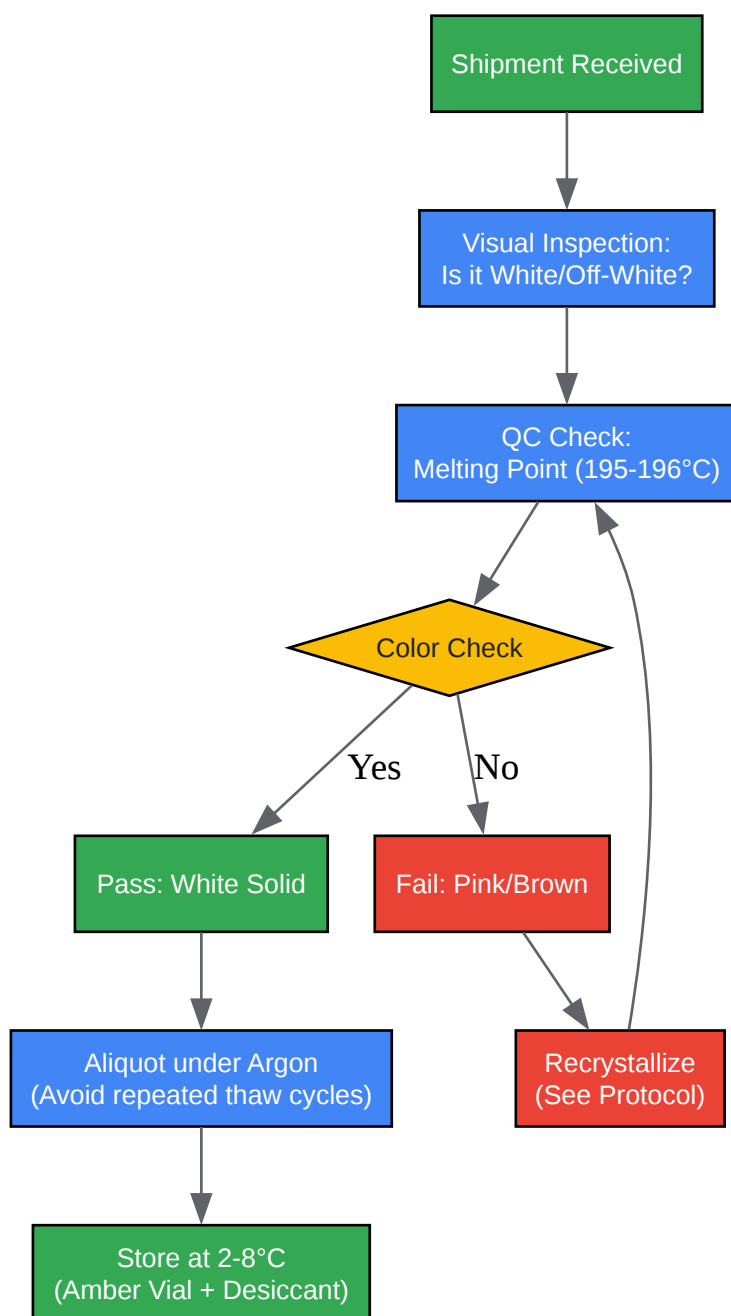 Shipment Received
Visual Inspection:
Is it White/Off-White?
QC Check:
Melting Point (195-196°C)
Color Check
Yes
No
Pass: White Solid
Fail: Pink/Brown
Aliquot under Argon
(Avoid repeated thaw cycles)
Recrystallize
(See Protocol)
Store at 2-8°C
(Amber Vial + Desiccant)